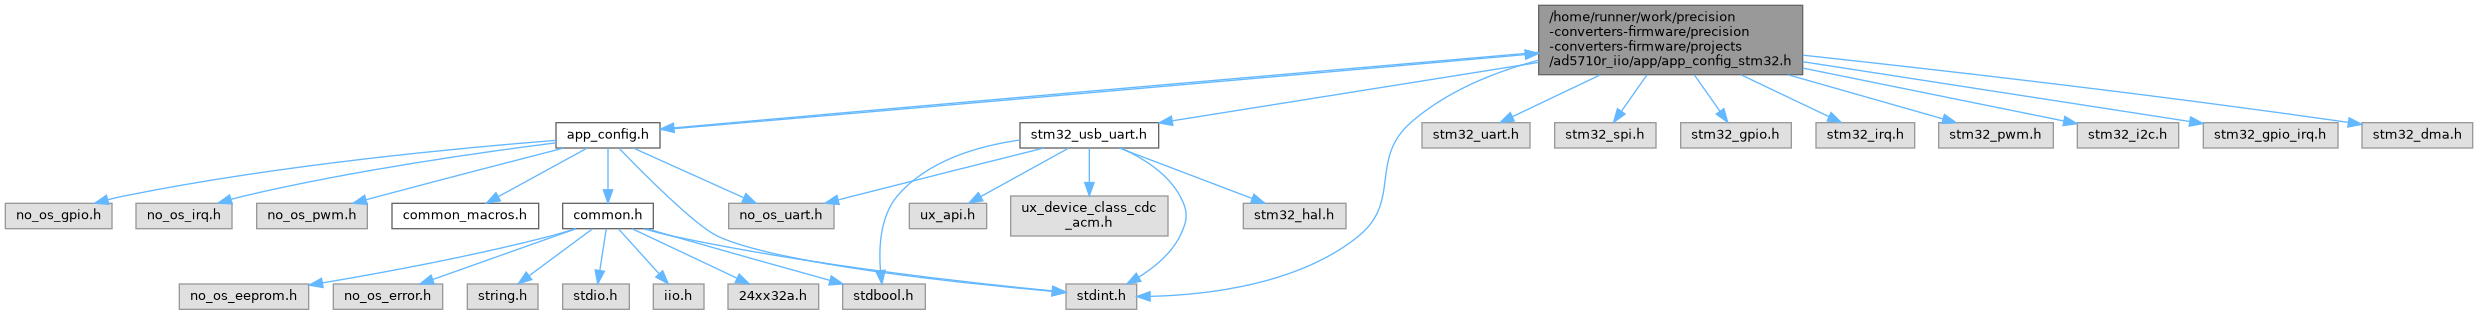 /home/runner/work/precision
-converters-firmware/precision
-converters-firmware/projects
/ad5710r_iio/app/app_config_stm32.h
app_config.h
stm32_usb_uart.h
stm32_uart.h
stm32_spi.h
stm32_gpio.h
stm32_irq.h
stm32_pwm.h
stm32_i2c.h
stm32_gpio_irq.h
stm32_dma.h
no_os_gpio.h
no_os_irq.h
no_os_pwm.h
common_macros.h
common.h
no_os_uart.h
ux_api.h
ux_device_class_cdc
_acm.h
stm32_hal.h
no_os_eeprom.h
no_os_error.h
string.h
stdio.h
iio.h
24xx32a.h
stdbool.h
stdint.h